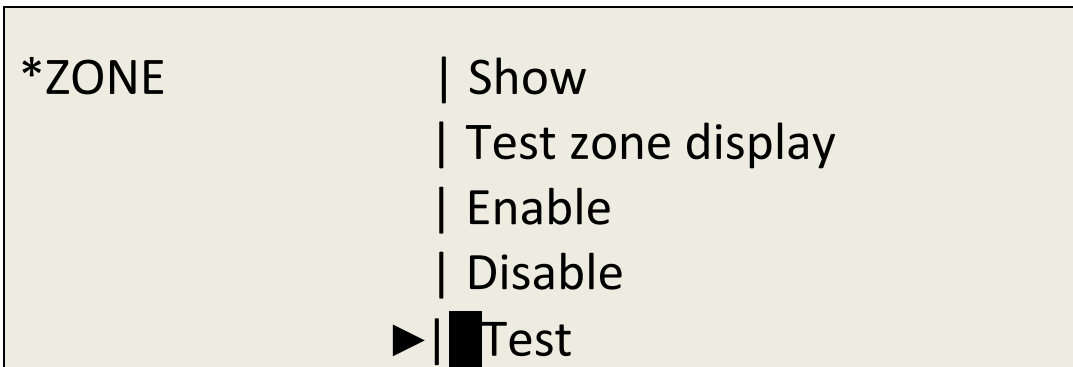 *ZONE | Show
| Test zone display
| Enable
| Disable
►| █Test